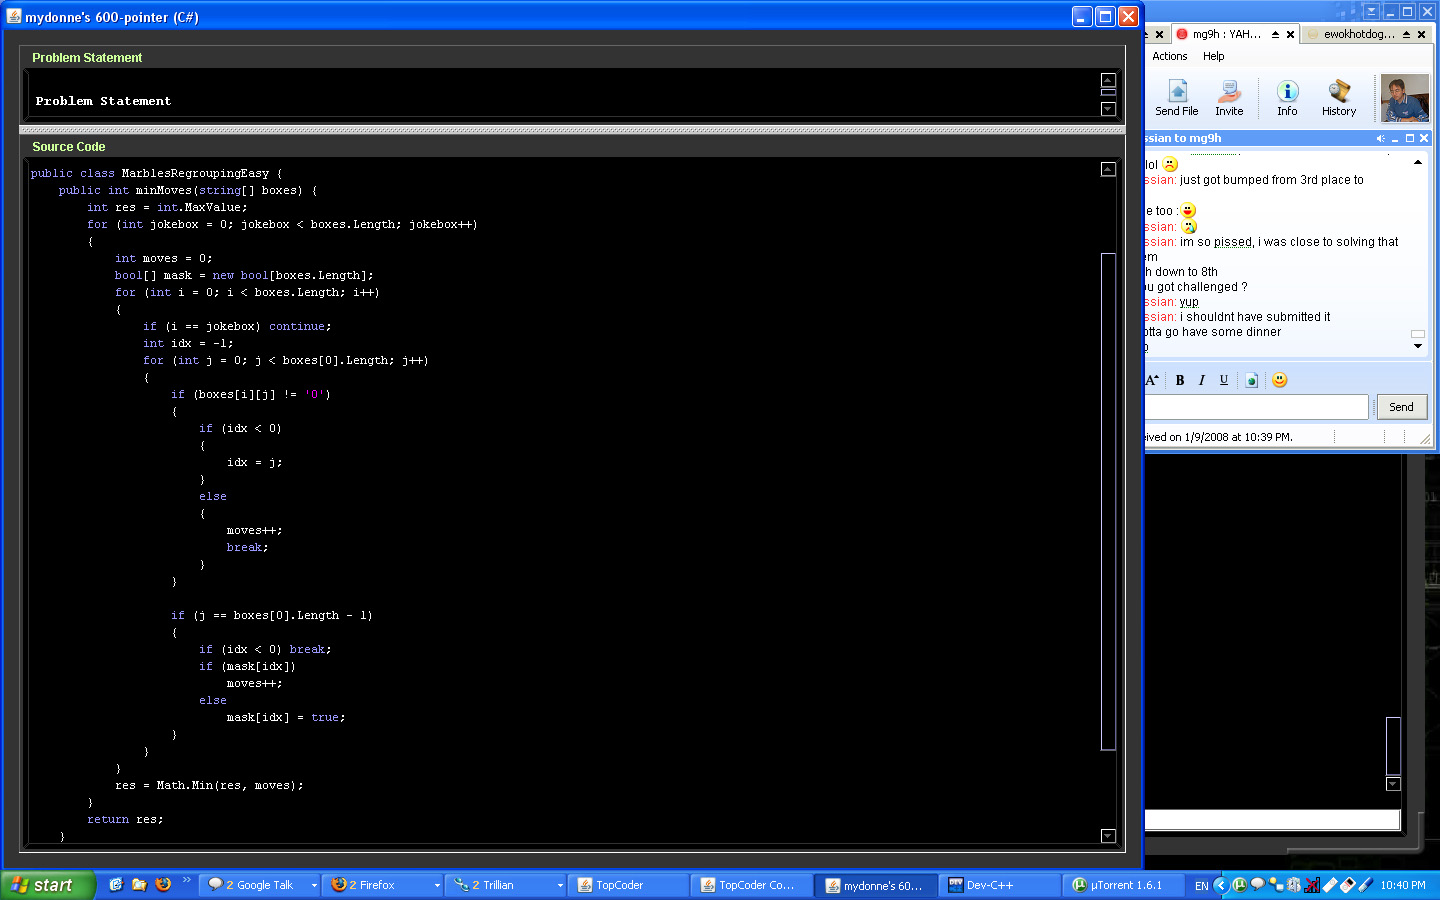 mydonne's 600-pointer (C#)
Problem Statement
Problem Statement
Source Code
public class MarblesRegroupingEasy {
public int minMoves(string[] boxes) {
int res = int.MaxValue;
for (int jokebox = 0; jokebox < boxes.Length; jokebox++)
{
int moves = 0;
bool[] mask = new bool[boxes.Length];
for (int i = 0; i < boxes.Length; i++)
{
if (i == jokebox) continue;
int idx = -1;
for (int j = 0; j < boxes[0].Length; j++)
{
if (boxes[i][j] != '0')
{
if (idx < 0)
{
idx = j;
}
else
{
moves++;
break;
}
}
if (j == boxes[0].Length - 1)
{
if (idx < 0) break;
if (mask[idx])
moves++;
else
mask[idx] = true;
}
}
}
res = Math.Min(res, moves);
}
return res;
}
mg9h : YAH...
ewokhotdog...
Actions Help
Send File Invite Info History
ssian to mg9h
lol
ssian: just got bumped from 3rd place to
e too :
ssian:
ssian: im so pissed, i was close to solving that
em
h down to 8th
u got challenged ?
ssian: yup
ssian: i shouldnt have submitted it
otta go have some dinner
A B I U
Send
ived on 1/9/2008 at 10:39 PM.
start
2 Google Talk
2 Firefox
2 Trillian
TopCoder
TopCoder Co...
mydonne's 60...
Dev-C++
µTorrent 1.6.1
EN
10:40 PM